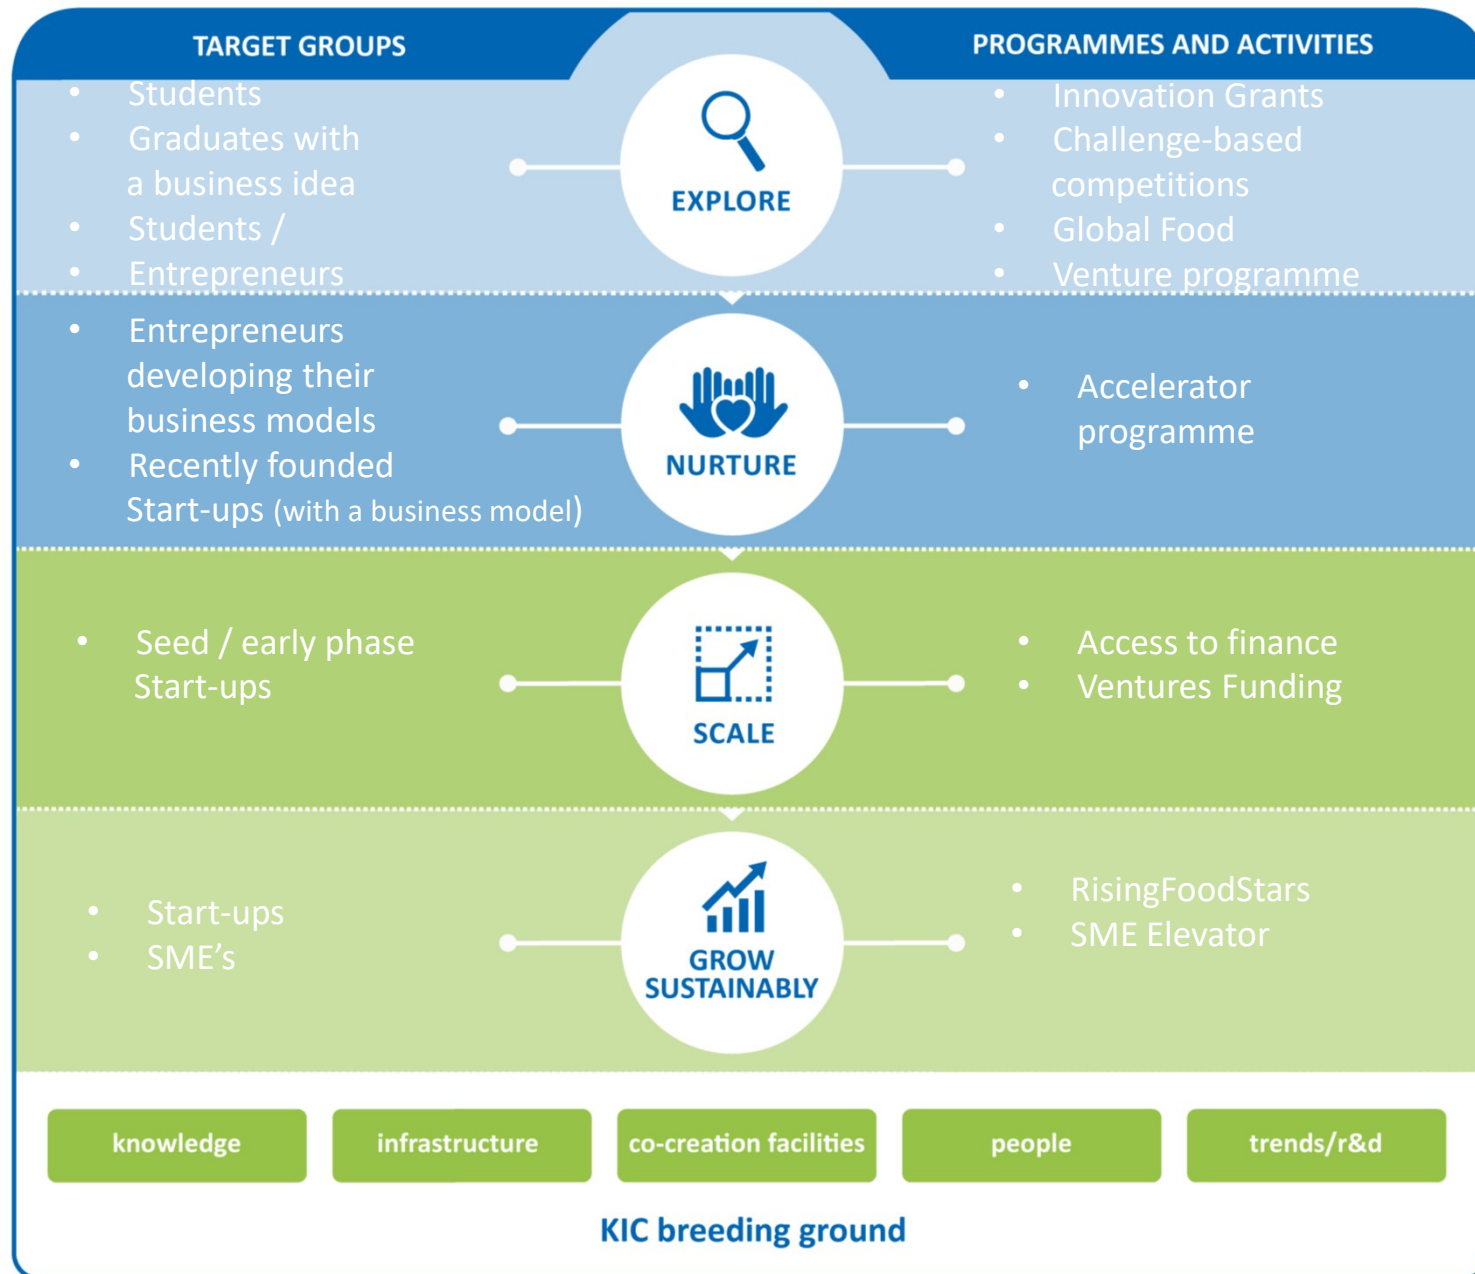 TARGET GROUPS
PROGRAMMES AND ACTIVITIES
• Students
• Graduates with
a business idea
• Students /
• Entrepreneurs
EXPLORE
• Innovation Grants
• Challenge-based
competitions
• Global Food
• Venture programme
• Entrepreneurs
developing their
business models
• Recently founded
Start-ups (with a business model)
NURTURE
• Accelerator
programme
• Seed / early phase
Start-ups
SCALE
• Access to finance
• Ventures Funding
• Start-ups
• SME’s
GROW
SUSTAINABLY
• RisingFoodStars
• SME Elevator
knowledge
infrastructure
co-creation facilities
people
trends/r&d
KIC breeding ground